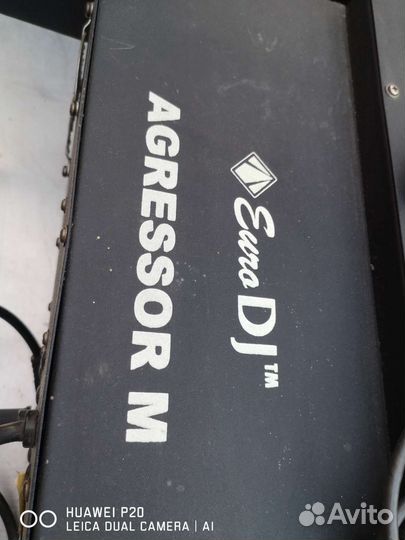 Euro DJ™
AGRESSOR M
HUAWEI P20
LEICA DUAL CAMERA | AI
Avito